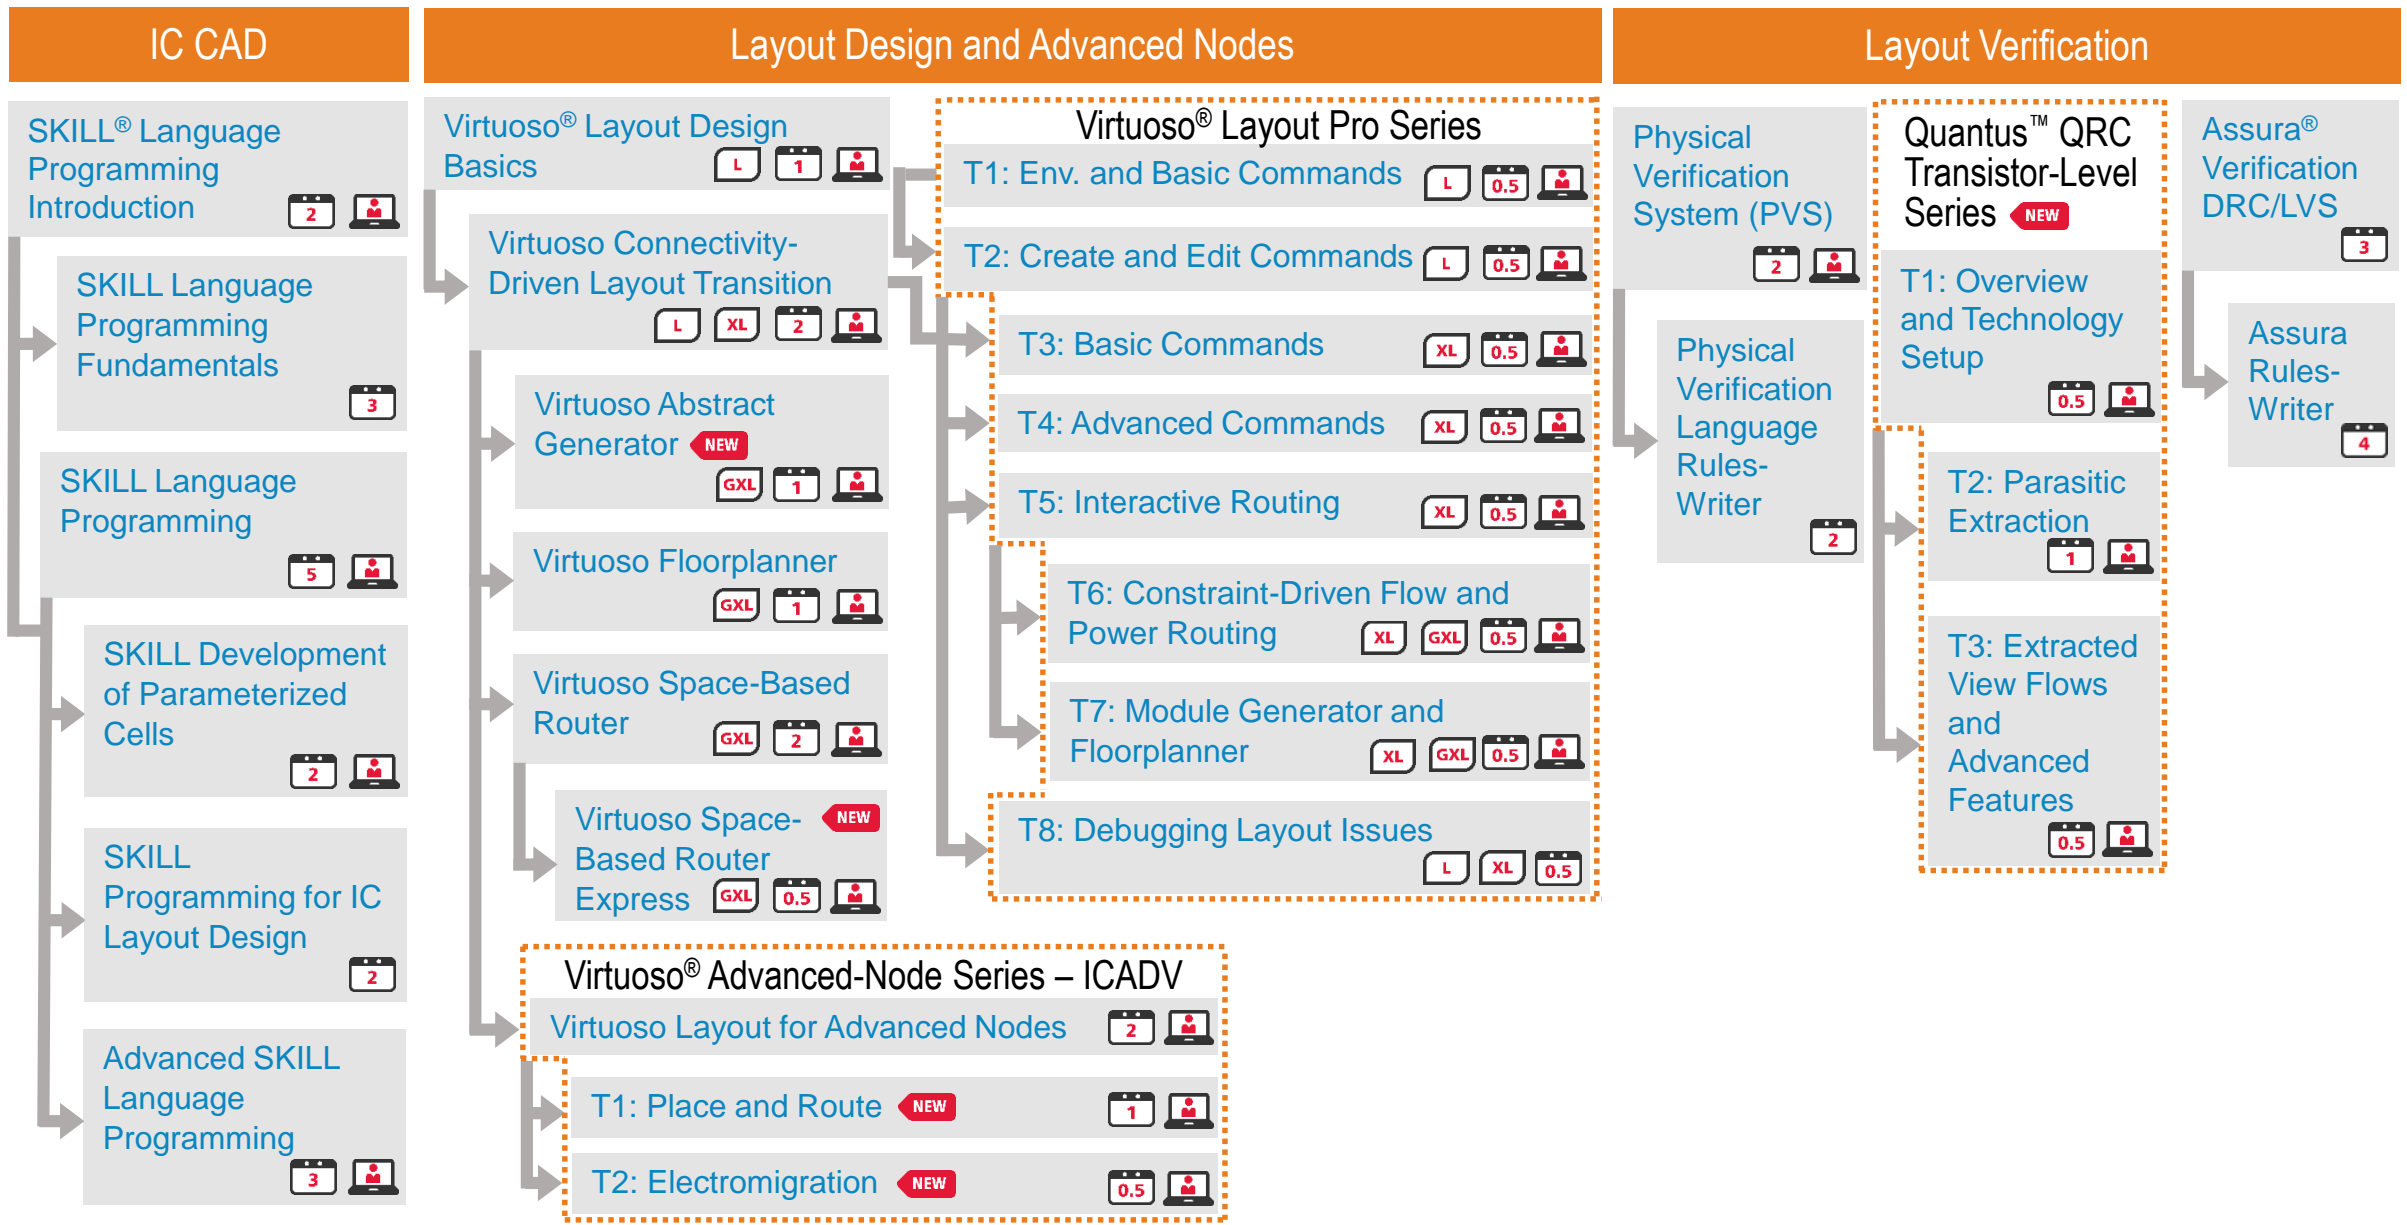 IC CAD
SKILL® Language
Programming
Introduction
2
SKILL Language
Programming
Fundamentals
3
SKILL Language
Programming
5
SKILL Development
of Parameterized
Cells
2
SKILL
Programming for IC
Layout Design
2
Advanced SKILL
Language
Programming
3
Layout Design and Advanced Nodes
Virtuoso® Layout Design
Basics
L 1
Virtuoso Connectivity-
Driven Layout Transition
L XL 2
Virtuoso Abstract
Generator NEW
GXL 1
Virtuoso Floorplanner
GXL 1
Virtuoso Space-Based
Router
GXL 2
Virtuoso Space- NEW
Based Router
Express GXL 0.5
Virtuoso® Layout Pro Series
T1: Env. and Basic Commands L 0.5
T2: Create and Edit Commands L 0.5
T3: Basic Commands XL 0.5
T4: Advanced Commands XL 0.5
T5: Interactive Routing XL 0.5
T6: Constraint-Driven Flow and
Power Routing XL GXL 0.5
T7: Module Generator and
Floorplanner XL GXL 0.5
T8: Debugging Layout Issues
L XL 0.5
Virtuoso® Advanced-Node Series – ICADV
Virtuoso Layout for Advanced Nodes 2
T1: Place and Route NEW 1
T2: Electromigration NEW 0.5
Layout Verification
Physical
Verification
System (PVS)
2
Physical
Verification
Language
Rules-
Writer
2
Quantus™ QRC
Transistor-Level
Series NEW
T1: Overview
and Technology
Setup
0.5
T2: Parasitic
Extraction
1
T3: Extracted
View Flows
and
Advanced
Features
0.5
Assura®
Verification
DRC/LVS
3
Assura
Rules-
Writer
4